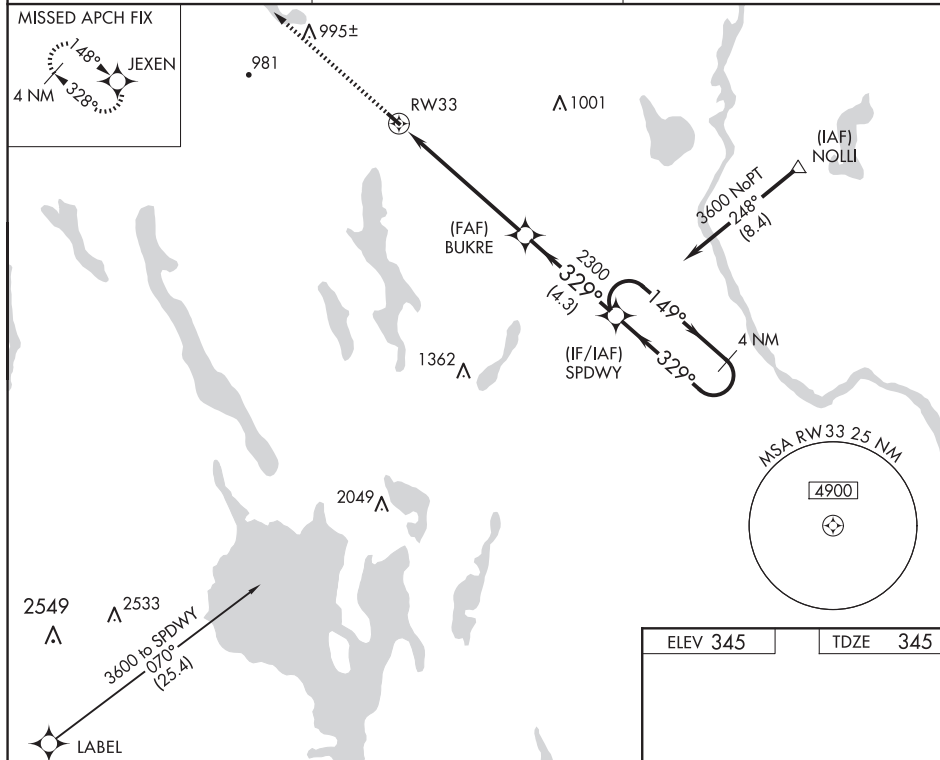 MISSED APCH FIX
148°
JEXEN
4 NM
328°
995±
981
RW33
1001
(IAF)
NOLLI
3600 NoPT
248°
(8.4)
(FAF)
BUKRE
2300
329°
(4.3)
149°
4 NM
(IF/IAF)
SPDWY
329°
1362
MSA RW33 25 NM
4900
2049
2549
2533
3600 to SPDWY
070°
(25.4)
LABEL
ELEV 345
TDZE 345